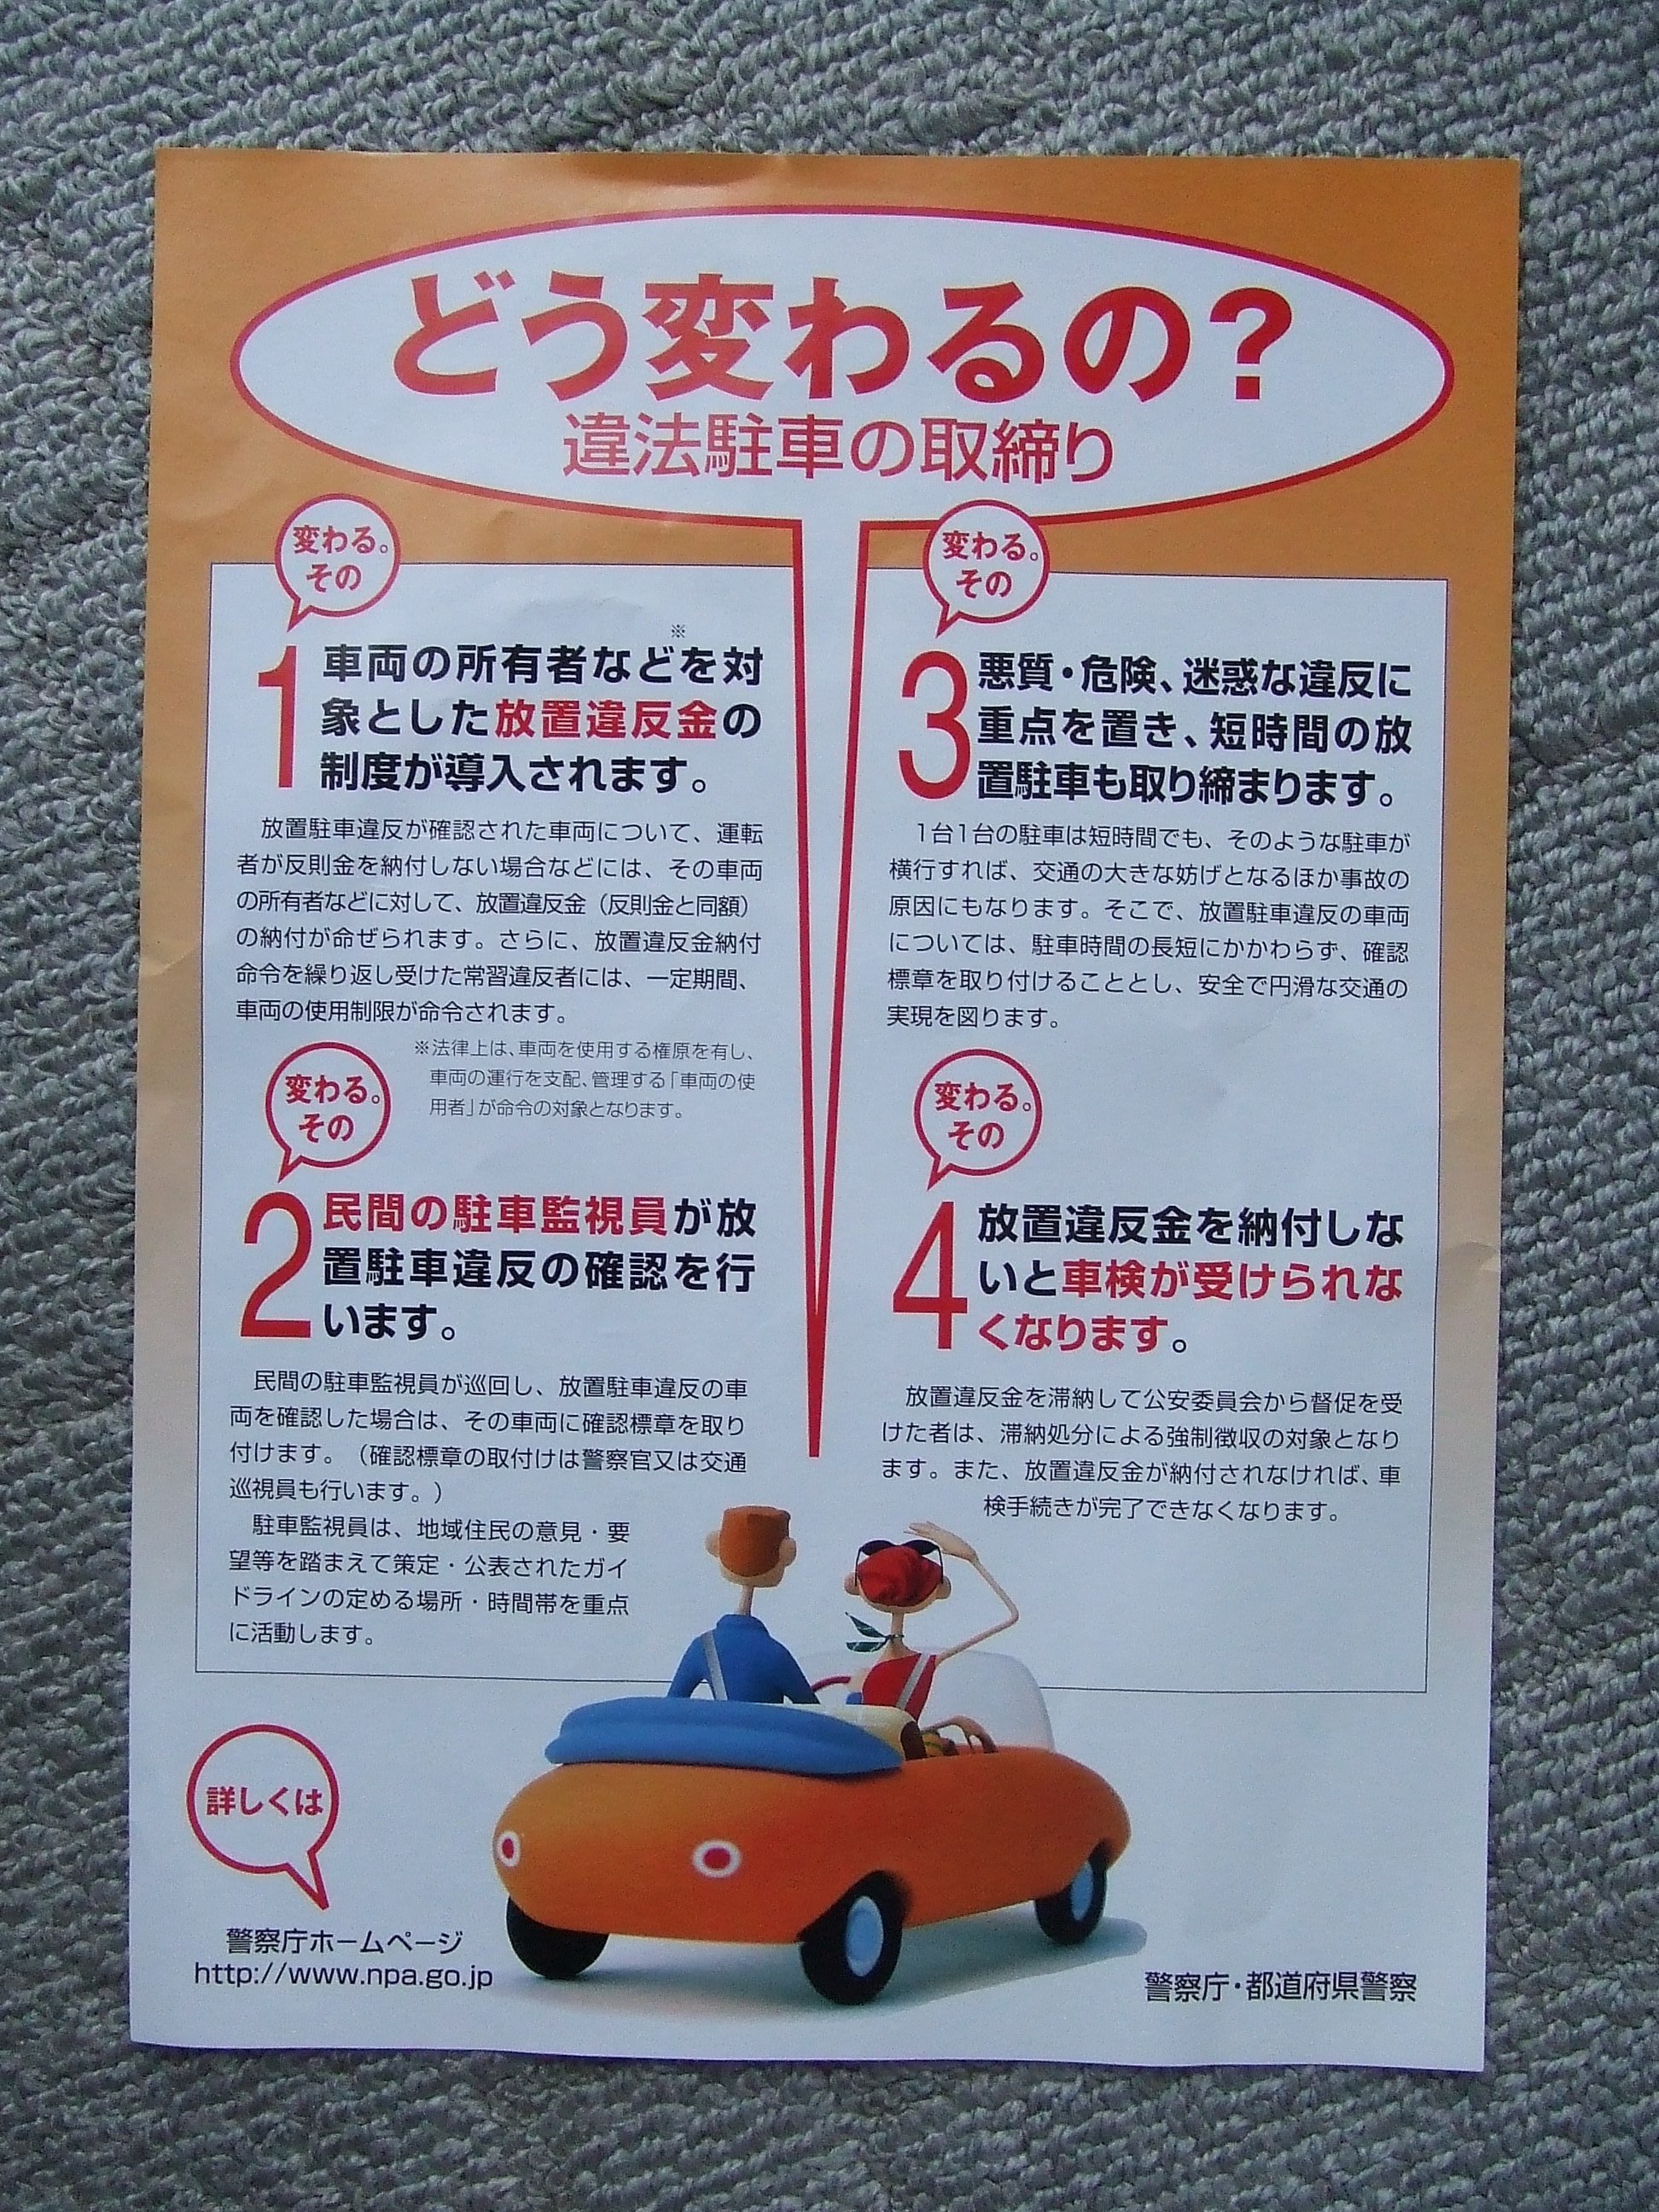 どう変わるの?
違法駐車の取締り
変わる。
その
1
※
車両の所有者などを対
象とした放置違反金の
制度が導入されます。
放置駐車違反が確認された車両について、運転
者が反則金を納付しない場合などには、その車両
の所有者などに対して、放置違反金（反則金と同額）
の納付が命ぜられます。さらに、放置違反金納付
命令を繰り返し受けた常習違反者には、一定期間、
車両の使用制限が命令されます。
※法律上は、車両を使用する権原を有し、
車両の運行を支配、管理する「車両の使
用者」が命令の対象となります。
変わる。
その
2
民間の駐車監視員が放
置駐車違反の確認を行
います。
民間の駐車監視員が巡回し、放置駐車違反の車
両を確認した場合は、その車両に確認標章を取り
付けます。（確認標章の取付けは警察官又は交通
巡視員も行います。）
駐車監視員は、地域住民の意見・要
望等を踏まえて策定・公表されたガイ
ドラインの定める場所・時間帯を重点
に活動します。
変わる。
その
3
悪質・危険、迷惑な違反に
重点を置き、短時間の放
置駐車も取り締まります。
1台1台の駐車は短時間でも、そのような駐車が
横行すれば、交通の大きな妨げとなるほか事故の
原因にもなります。そこで、放置駐車違反の車両
については、駐車時間の長短にかかわらず、確認
標章を取り付けることとし、安全で円滑な交通の
実現を図ります。
変わる。
その
4
放置違反金を納付しな
いと車検が受けられな
くなります。
放置違反金を滞納して公安委員会から督促を受
けた者は、滞納処分による強制徴収の対象となり
ます。また、放置違反金が納付されなければ、車
検手続きが完了できなくなります。
詳しくは
警察庁ホームページ
http://www.npa.go.jp
警察庁・都道府県警察